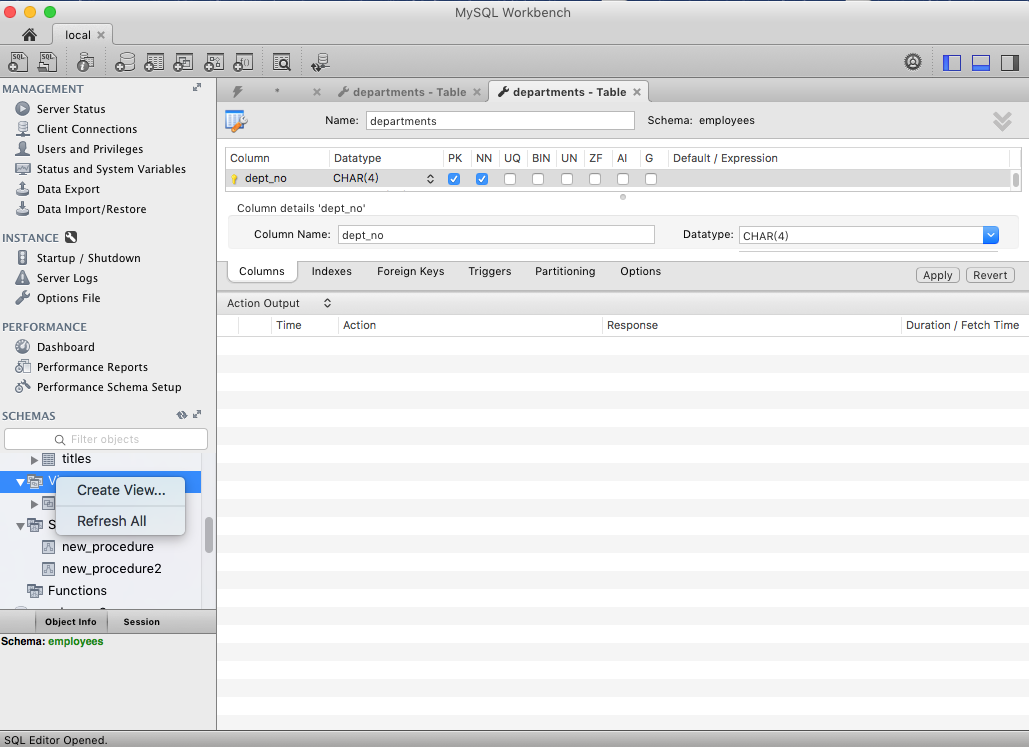 MySQL Workbench
local
SQL
SQL
MANAGEMENT
Server Status
Client Connections
Users and Privileges
Status and System Variables
Data Export
Data Import/Restore
INSTANCE
Startup / Shutdown
Server Logs
Options File
PERFORMANCE
Dashboard
Performance Reports
Performance Schema Setup
SCHEMAS
Filter objects
titles
Create View...
Refresh All
new_procedure
new_procedure2
Functions
Object Info Session
Schema: employees
* departments - Table departments - Table
Name: departments Schema: employees
Column Datatype PK NN UQ BIN UN ZF AI G Default / Expression
dept_no CHAR(4)
Column details 'dept_no'
Column Name: dept_no Datatype: CHAR(4)
Columns Indexes Foreign Keys Triggers Partitioning Options Apply Revert
Action Output
Time Action Response Duration / Fetch Time
SQL Editor Opened.